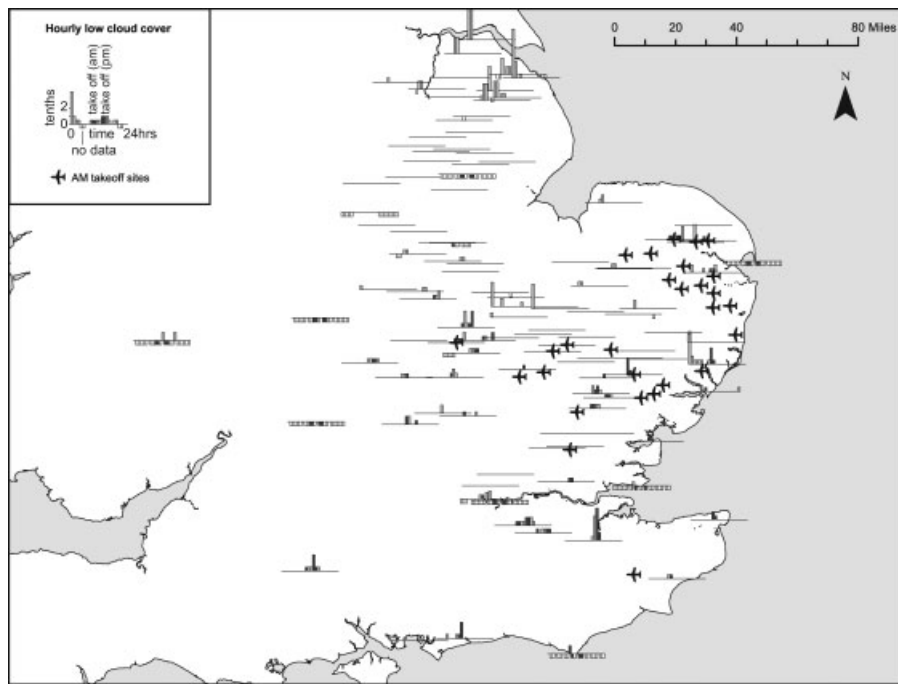 Hourly low cloud cover
take off (am)
take off (pm)
tenths
2
0
0 time 24hrs
no data
AM takeoff sites
0 20 40 80 Miles
N